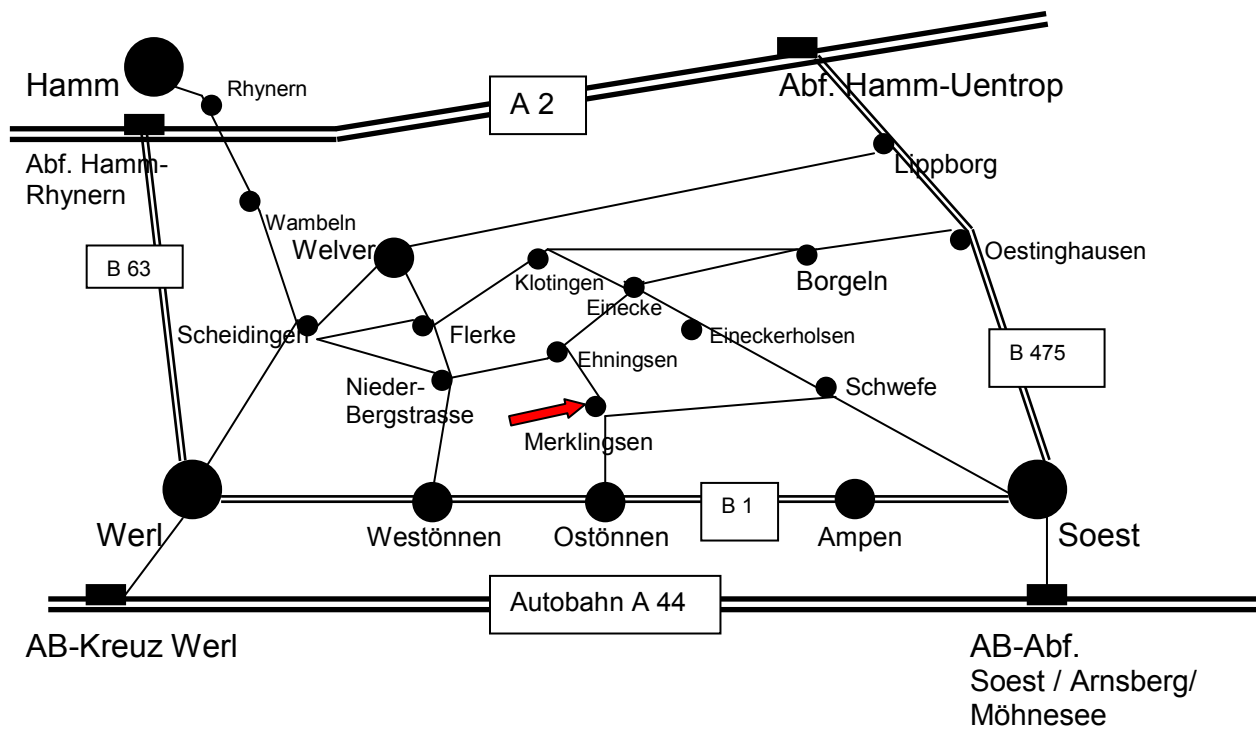 Hamm
Rhynern
A 2
Abf. Hamm-Uentrop
Abf. Hamm-
Rhynern
Lippborg
Wambeln
Welver
B 63
Klotingen
Borgeln
Oestinghausen
Einecke
Scheidingen
Flerke
Eineckerholsen
B 475
Ehningsen
Nieder-
Bergstrasse
Schwefe
Merklingsen
B 1
Werl
Westönnen
Ostönnen
Ampen
Soest
Autobahn A 44
AB-Kreuz Werl
AB-Abf.
Soest / Arnsberg/
Möhnesee